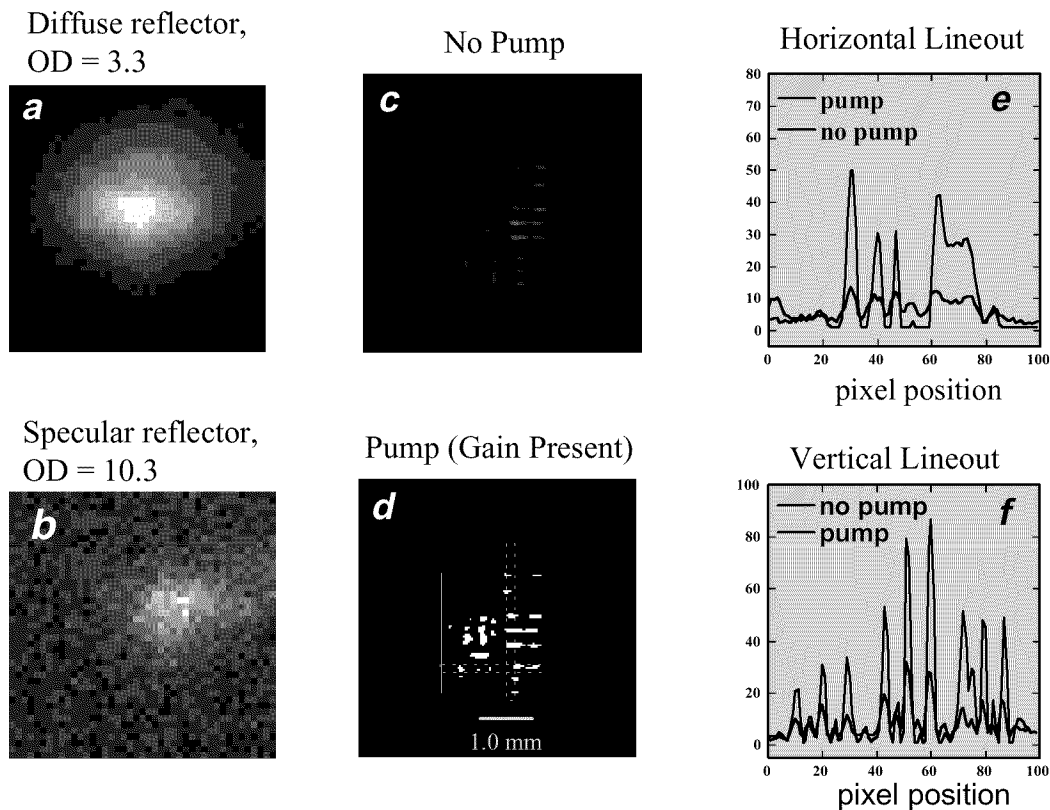 Diffuse reflector,
OD = 3.3
a
No Pump
c
Horizontal Lineout
e
pump
no pump
80
70
60
50
40
30
20
10
0
0 20 40 60 80 100
pixel position
Specular reflector,
OD = 10.3
b
Pump (Gain Present)
d
1.0 mm
Vertical Lineout
f
no pump
pump
100
80
60
40
20
0
0 20 40 60 80 100
pixel position